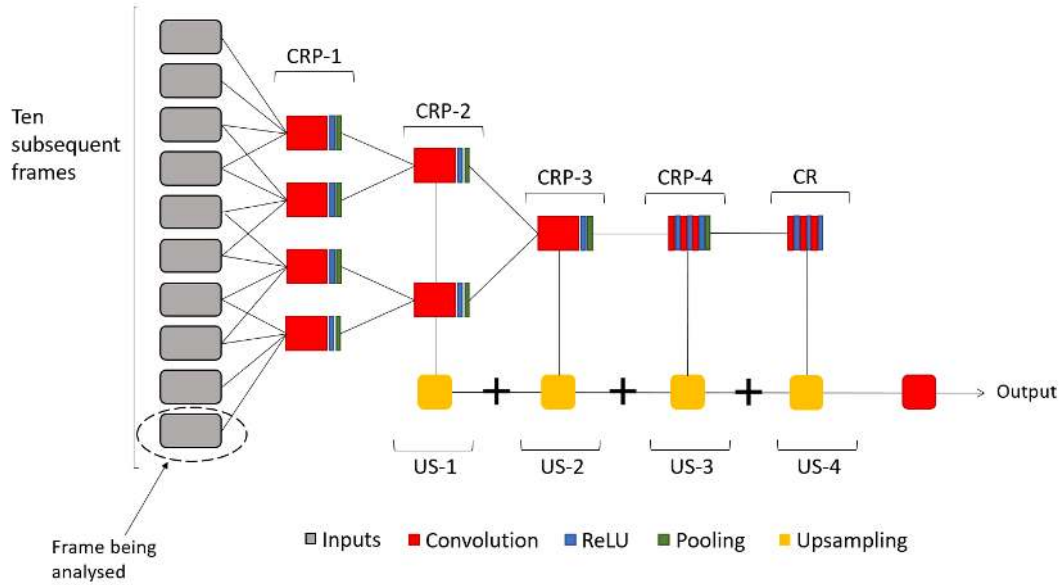 Ten
subsequent
frames
CRP-1
CRP-2
CRP-3
CRP-4
CR
Output
US-1
US-2
US-3
US-4
Frame being
analysed
Inputs
Convolution
ReLU
Pooling
Upsampling